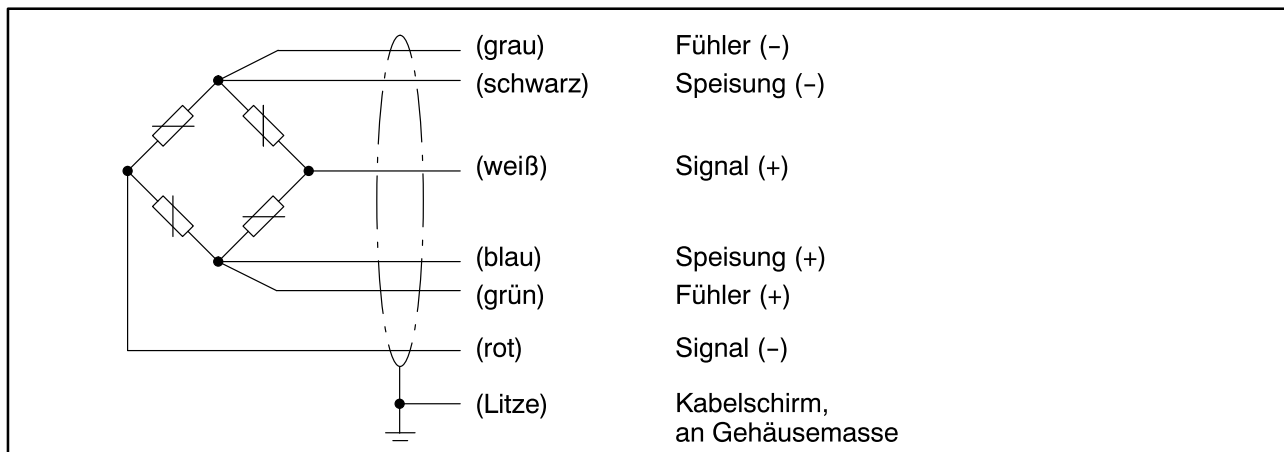 (grau) Fühler (–)
(schwarz) Speisung (–)
(weiß) Signal (+)
(blau) Speisung (+)
(grün) Fühler (+)
(rot) Signal (–)
(Litze) Kabelschirm,
an Gehäusemasse